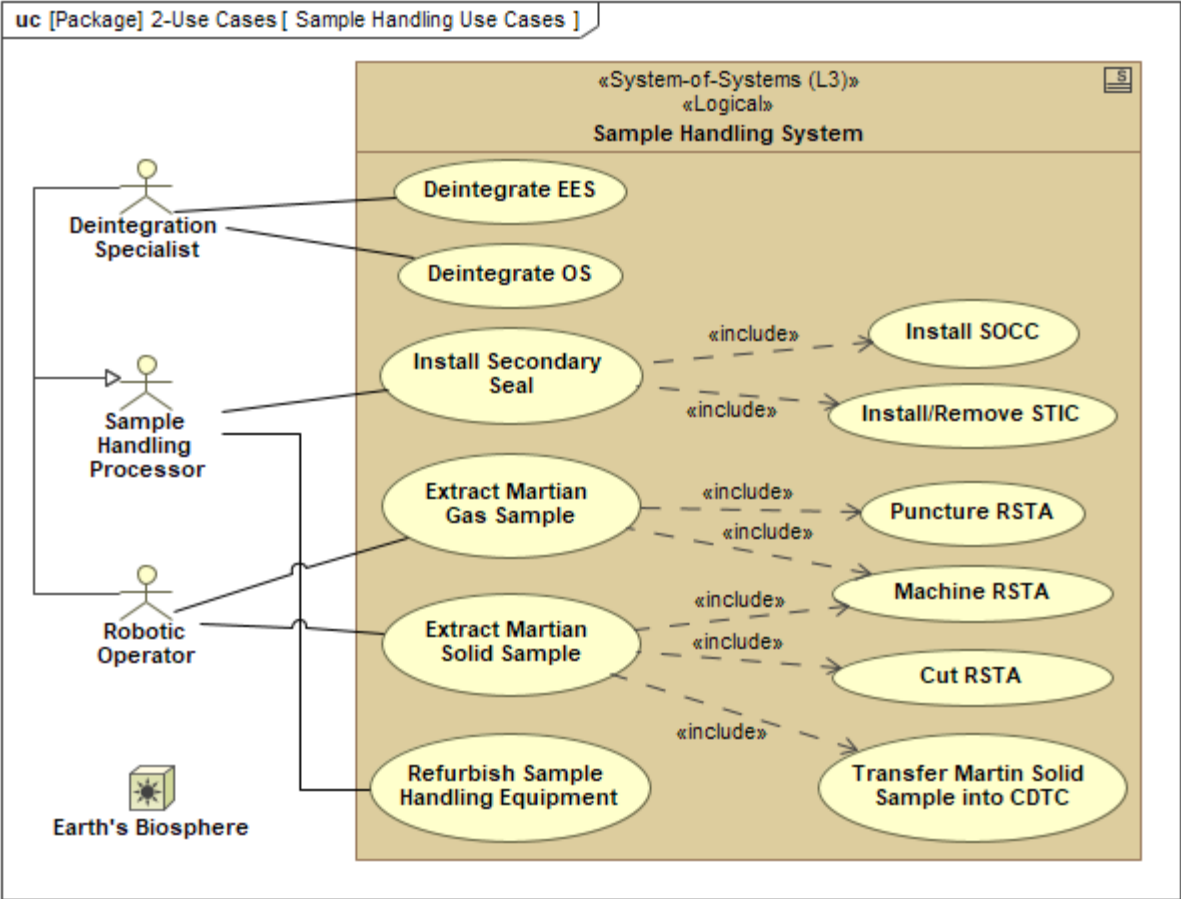 uc [Package] 2-Use Cases [ Sample Handling Use Cases ]
S
«System-of-Systems (L3)»
«Logical»
Sample Handling System
Deintegration
Specialist
Deintegrate EES
Deintegrate OS
Sample
Handling
Processor
Install Secondary
Seal
«include»
Install SOCC
«include»
Install/Remove STIC
Extract Martian
Gas Sample
«include»
Puncture RSTA
«include»
Machine RSTA
Robotic
Operator
Extract Martian
Solid Sample
«include»
«include»
Cut RSTA
«include»
Transfer Martin Solid
Sample into CDTC
Refurbish Sample
Handling Equipment
Earth's Biosphere